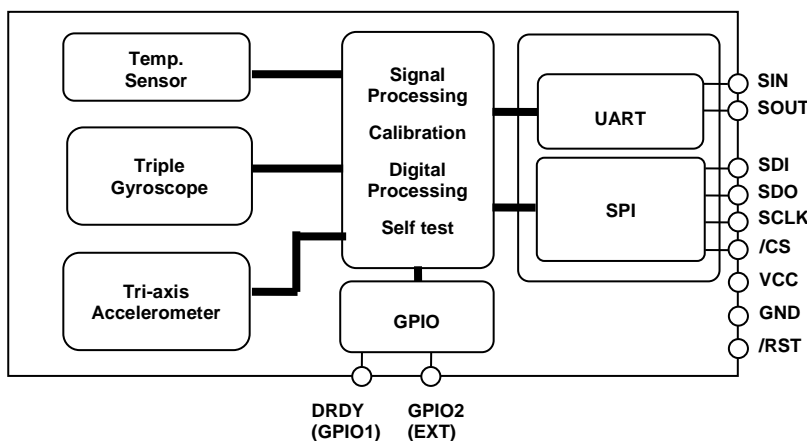 Temp.
Sensor
Triple
Gyroscope
Tri-axis
Accelerometer
Signal
Processing
Calibration
Digital
Processing
Self test
GPIO
UART
SPI
SIN
SOUT
SDI
SDO
SCLK
/CS
VCC
GND
/RST
DRDY
(GPIO1)
GPIO2
(EXT)